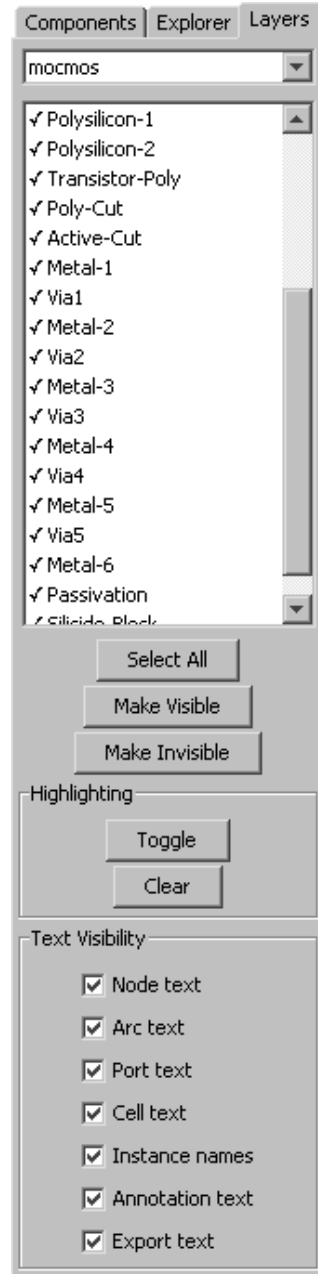 Components Explorer Layers
mocmos
Polysilicon-1
Polysilicon-2
Transistor-Poly
Poly-Cut
Active-Cut
Metal-1
Via1
Metal-2
Via2
Metal-3
Via3
Metal-4
Via4
Metal-5
Via5
Metal-6
Passivation
Silicide-Block
Select All
Make Visible
Make Invisible
Highlighting
Toggle
Clear
Text Visibility
Node text
Arc text
Port text
Cell text
Instance names
Annotation text
Export text